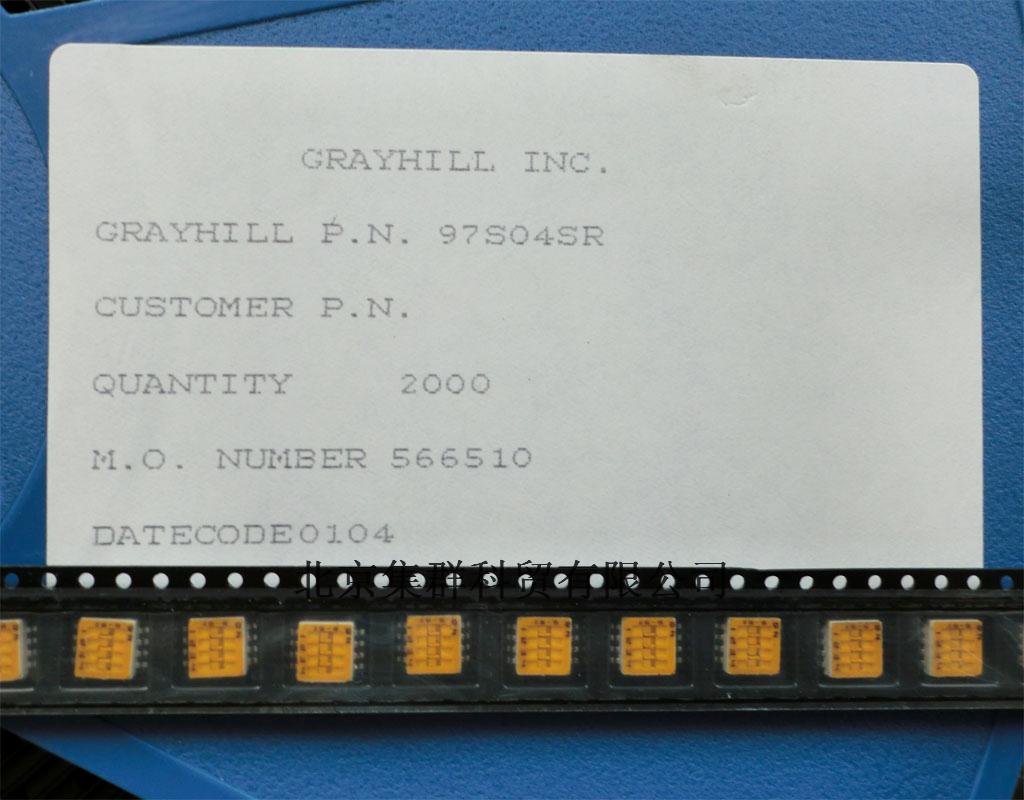 GRAYHILL INC.
GRAYHILL P.N. 97S04SR
CUSTOMER P.N.
QUANTITY 2000
M.O. NUMBER 566510
DATECODE0104
北京集群科贸有限公司